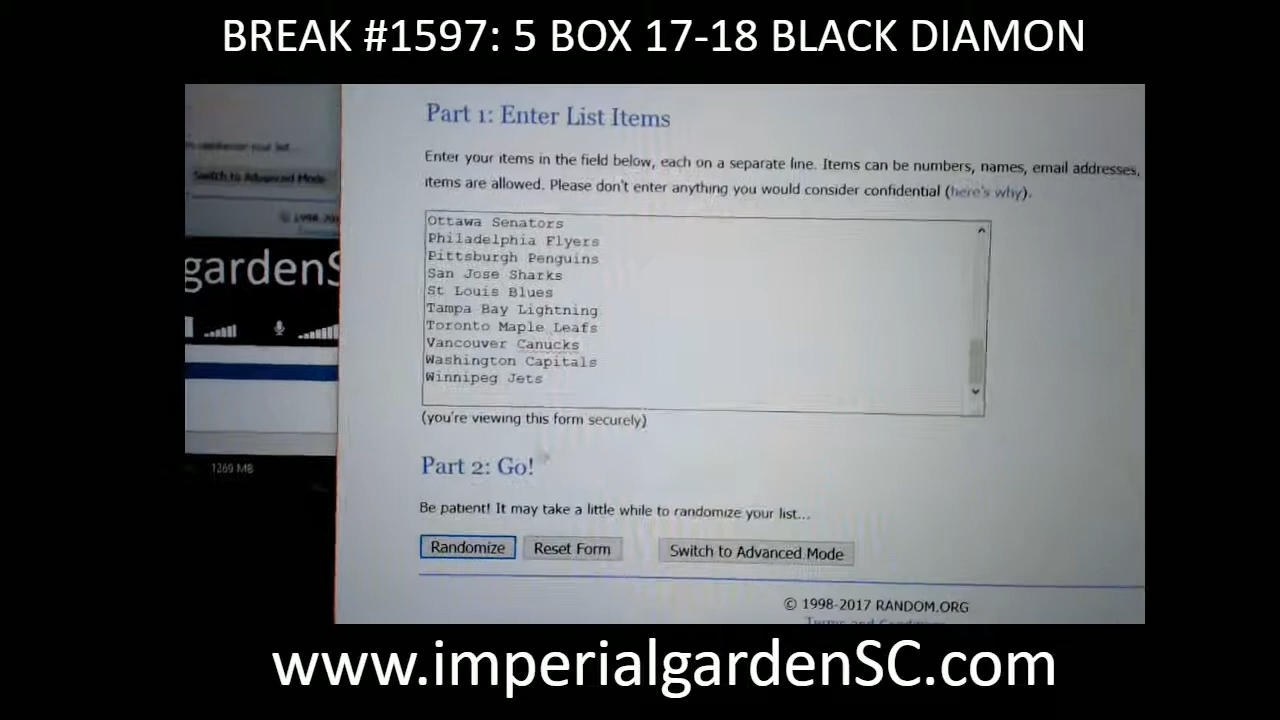 BREAK #1597: 5 BOX 17-18 BLACK DIAMON
Part 1: Enter List Items
Enter your items in the field below, each on a separate line. Items can be numbers, names, email addresses,
items are allowed. Please don't enter anything you would consider confidential (here's why).
Switch to Advanced Mode
© 1998-201
gardenS
Ottawa Senators
Philadelphia Flyers
Pittsburgh Penguins
San Jose Sharks
St Louis Blues
Tampa Bay Lightning
Toronto Maple Leafs
Vancouver Canucks
Washington Capitals
Winnipeg Jets
(you're viewing this form securely)
1269 MB
Part 2: Go!
Be patient! It may take a little while to randomize your list...
Randomize Reset Form Switch to Advanced Mode
© 1998-2017 RANDOM.ORG
www.imperialgardenSC.com